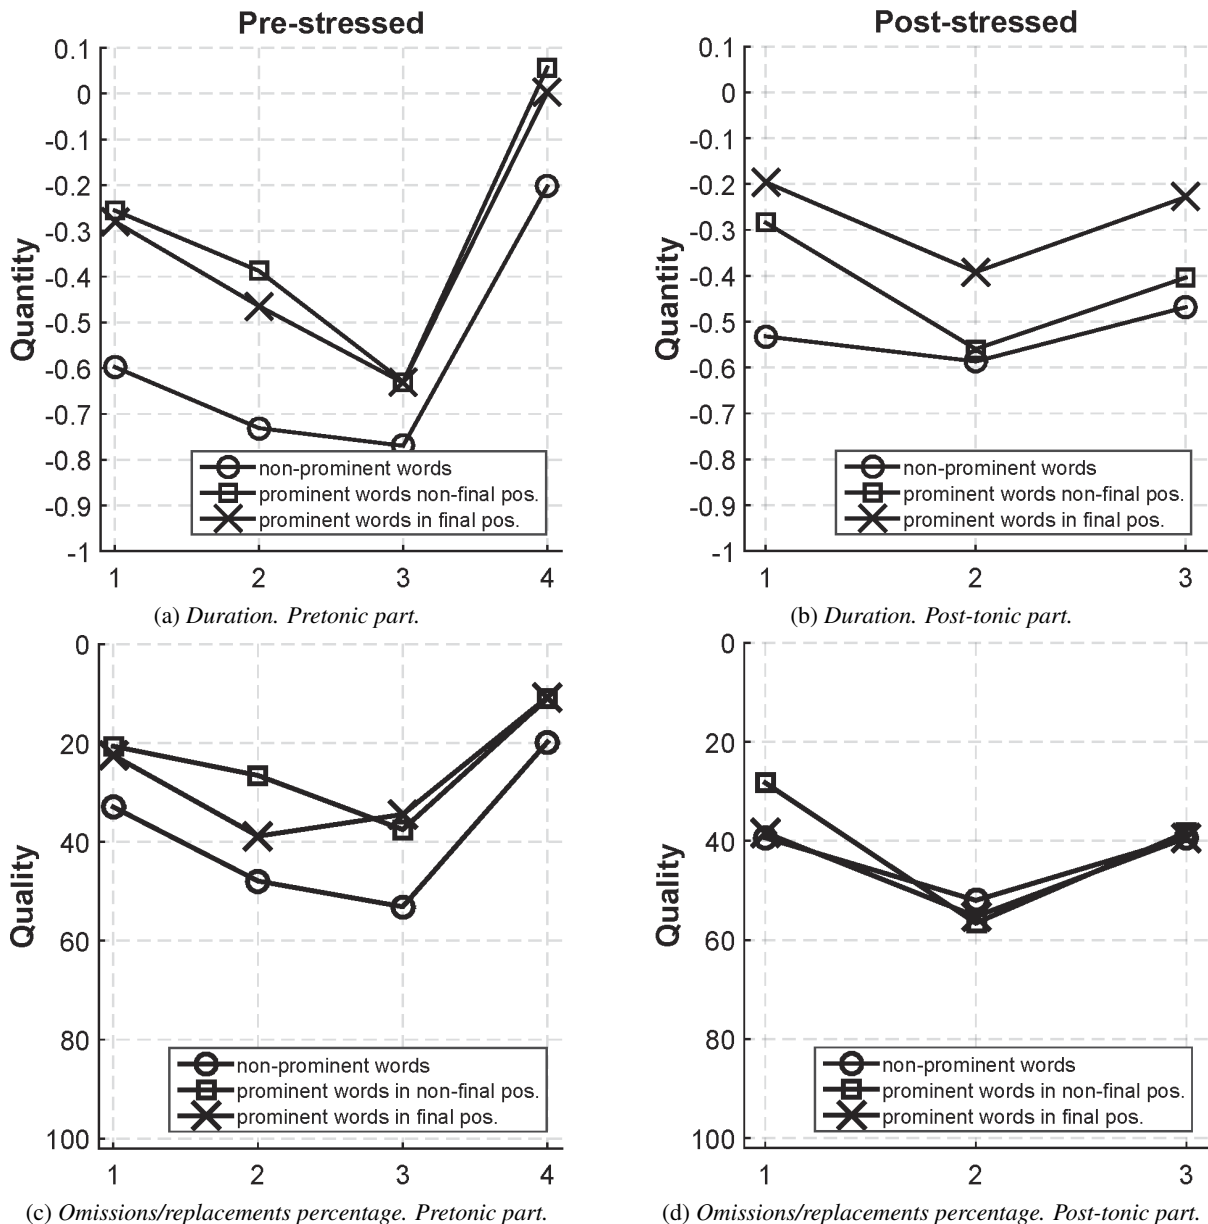 Pre-stressed
Post-stressed
0.1
0
-0.1
-0.2
-0.3
-0.4
-0.5
-0.6
-0.7
-0.8
-0.9
-1
Quantity
non-prominent words
prominent words non-final pos.
prominent words in final pos.
1 2 3 4
(a) Duration. Pretonic part.
0.1
0
-0.1
-0.2
-0.3
-0.4
-0.5
-0.6
-0.7
-0.8
-0.9
-1
Quantity
non-prominent words
prominent words non-final pos.
prominent words in final pos.
1 2 3
(b) Duration. Post-tonic part.
0
20
40
60
80
100
Quality
non-prominent words
prominent words in non-final pos.
prominent words in final pos.
1 2 3 4
(c) Omissions/replacements percentage. Pretonic part.
0
20
40
60
80
100
Quality
non-prominent words
prominent words in non-final pos.
prominent words in final pos.
1 2 3
(d) Omissions/replacements percentage. Post-tonic part.